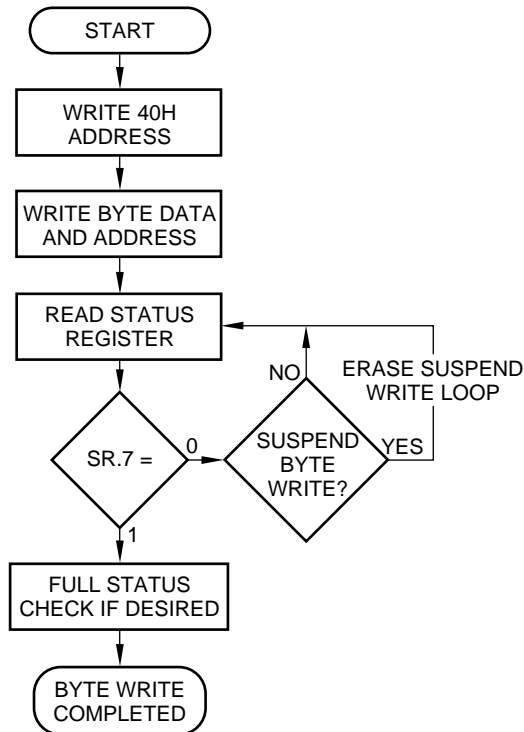 START
WRITE 40H
ADDRESS
WRITE BYTE DATA
AND ADDRESS
READ STATUS
REGISTER
NO
ERASE SUSPEND
WRITE LOOP
SR.7 =
0
SUSPEND
BYTE
WRITE?
YES
1
FULL STATUS
CHECK IF DESIRED
BYTE WRITE
COMPLETED